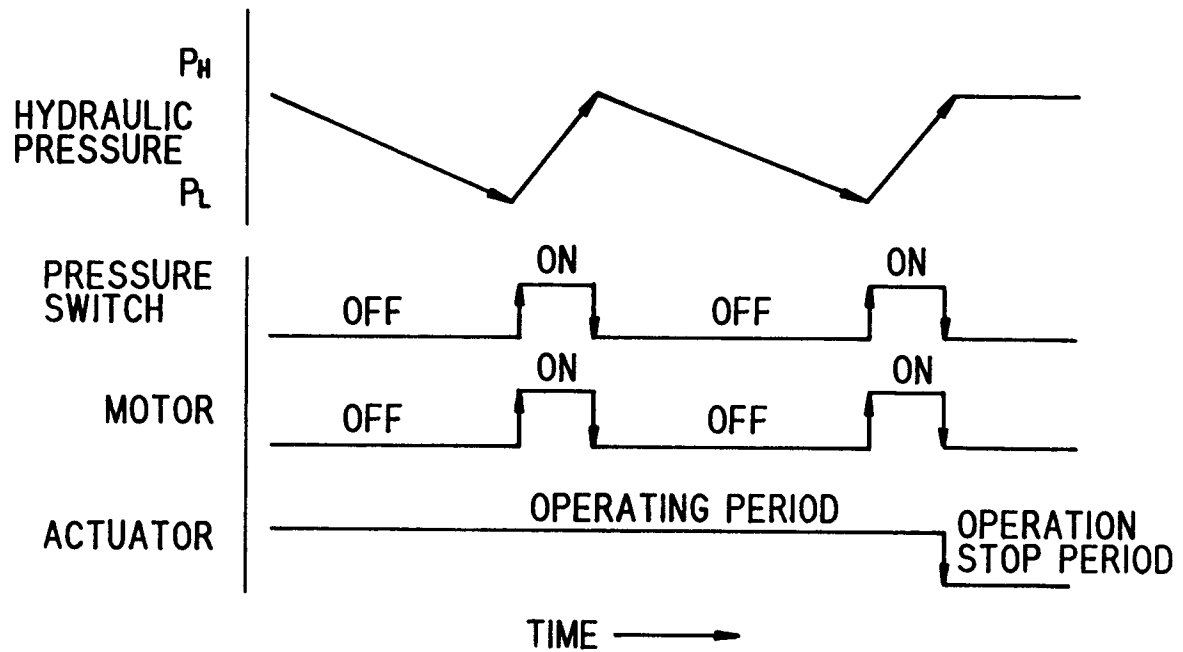 PH
HYDRAULIC
PRESSURE
PL
PRESSURE
SWITCH
OFF
ON
OFF
ON
MOTOR
OFF
ON
OFF
ON
ACTUATOR
OPERATING PERIOD
OPERATION
STOP PERIOD
TIME